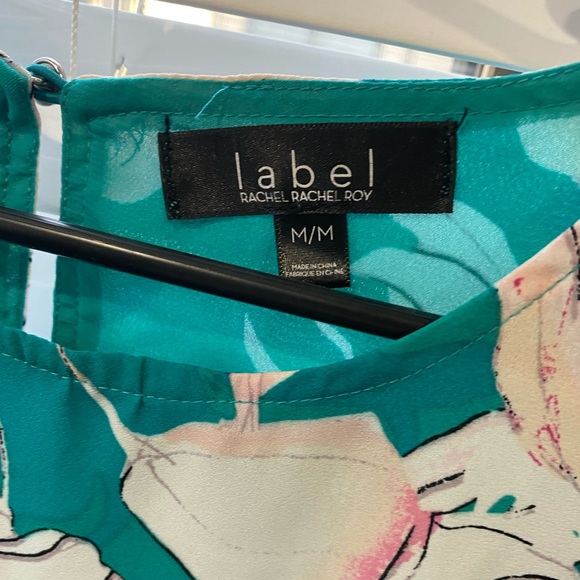 label
RACHEL RACHEL ROY
M/M
MADE IN CHINA
FABRIQUE EN CHINE